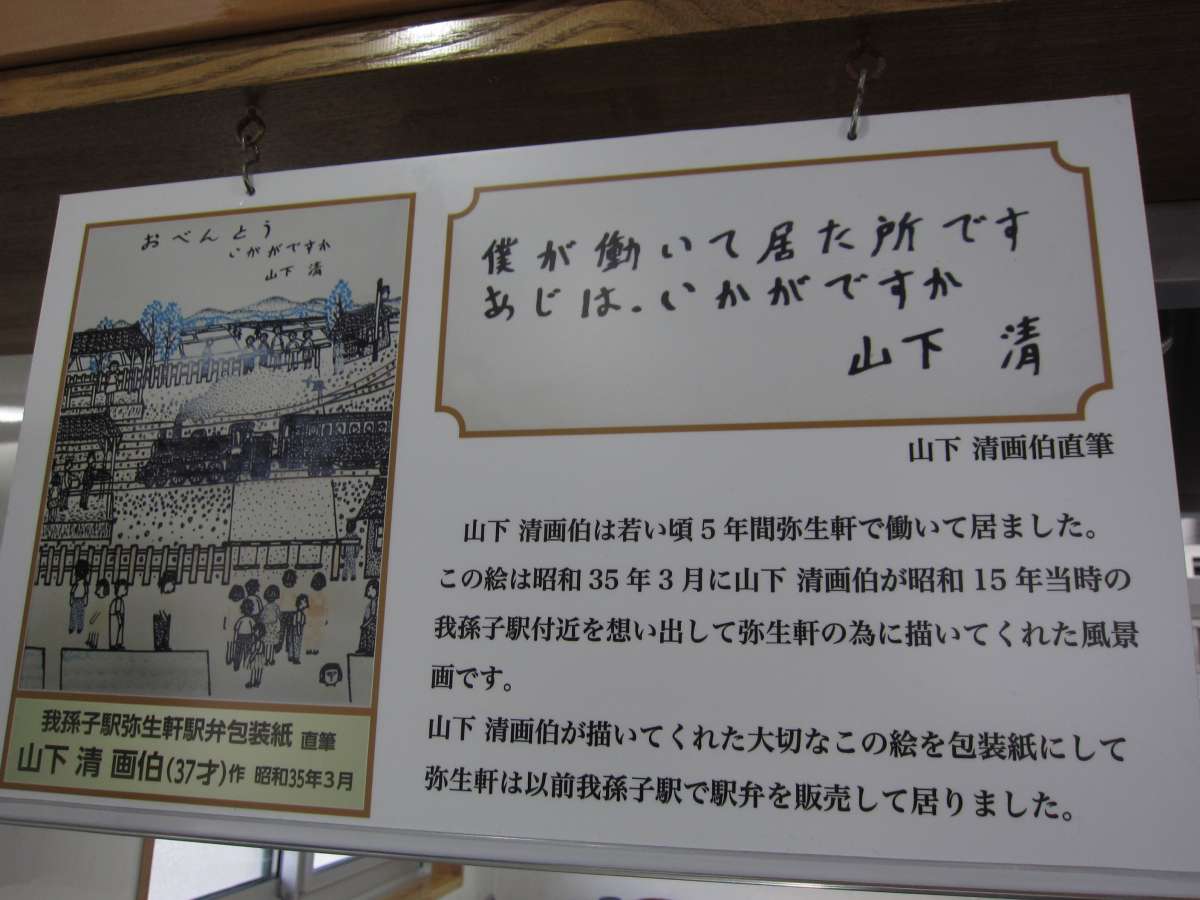 おべんとう
いかがですか
山下 清
我孫子駅弥生軒駅弁包装紙 直筆
山下 清 画伯(37才)作 昭和35年3月
僕が働いて居た所です
あじは、いかがですか
山下 清
山下 清画伯直筆
山下 清画伯は若い頃5年間弥生軒で働いて居ました。
この絵は昭和35年3月に山下 清画伯が昭和15年当時の
我孫子駅付近を想い出して弥生軒の為に描いてくれた風景
画です。
山下 清画伯が描いてくれた大切なこの絵を包装紙にして
弥生軒は以前我孫子駅で駅弁を販売して居りました。